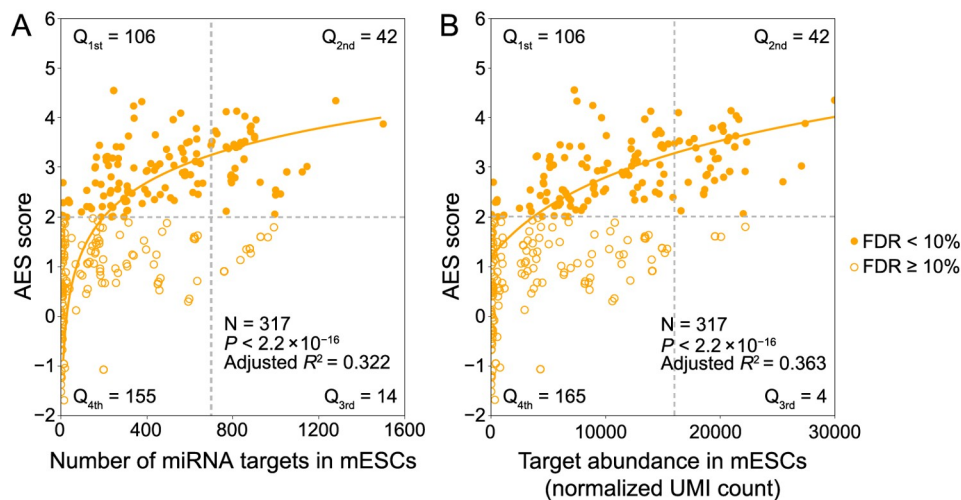 A
Q1st = 106
Q2nd = 42
AES score
6
5
4
3
2
1
0
−1
−2
N = 317
P < 2.2 × 10−16
Adjusted R2 = 0.322
Q4th = 155
Q3rd = 14
0
400
800
1200
1600
Number of miRNA targets in mESCs
B
Q1st = 106
Q2nd = 42
AES score
6
5
4
3
2
1
0
−1
−2
N = 317
P < 2.2 × 10−16
Adjusted R2 = 0.363
Q4th = 165
Q3rd = 4
0
10000
20000
30000
Target abundance in mESCs
(normalized UMI count)
FDR < 10%
FDR ≥ 10%